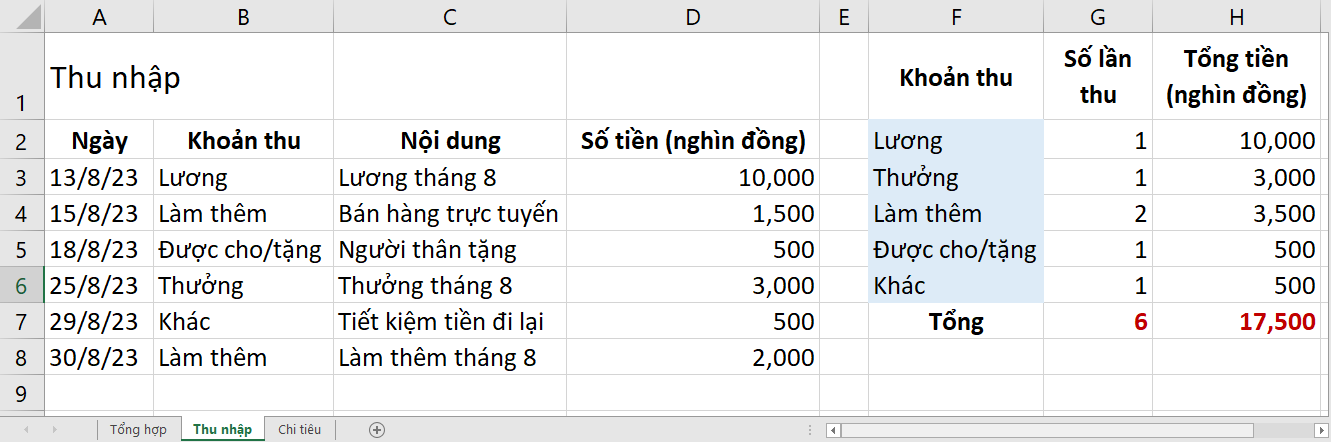 A B C D E F G H
1 Thu nhập Khoản thu Số lần thu Tổng tiền (nghìn đồng)
2 Ngày Khoản thu Nội dung Số tiền (nghìn đồng) Lương 1 10,000
3 13/8/23 Lương Lương tháng 8 10,000 Thưởng 1 3,000
4 15/8/23 Làm thêm Bán hàng trực tuyến 1,500 Làm thêm 2 3,500
5 18/8/23 Được cho/tặng Người thân tặng 500 Được cho/tặng 1 500
6 25/8/23 Thưởng Thưởng tháng 8 3,000 Khác 1 500
7 29/8/23 Khác Tiết kiệm tiền đi lại 500 Tổng 6 17,500
8 30/8/23 Làm thêm Làm thêm tháng 8 2,000
9
Tổng hợp Thu nhập Chi tiêu